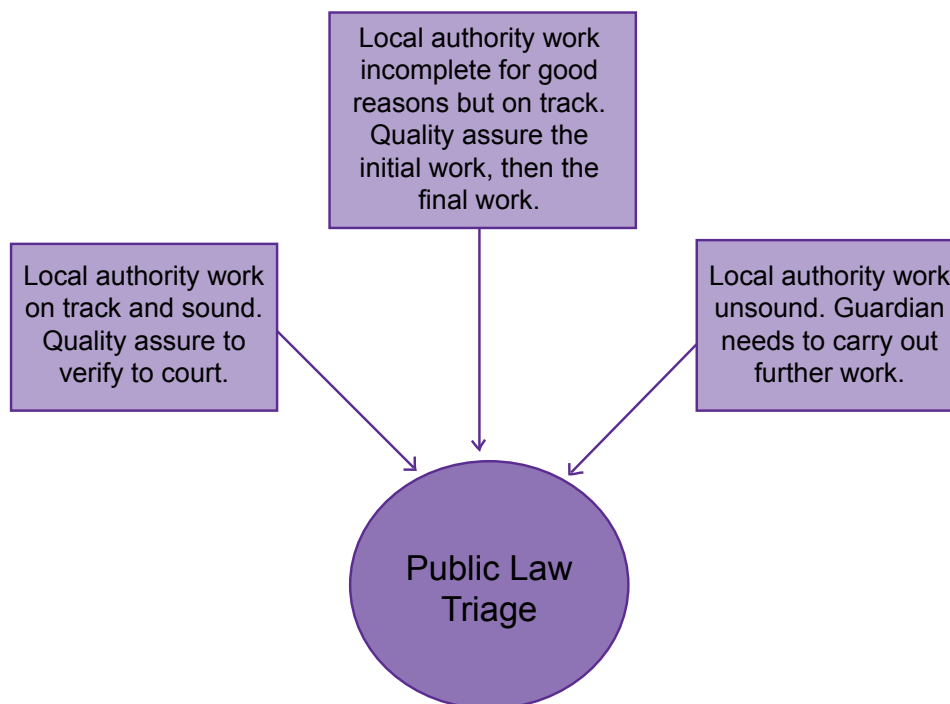 Local authority work
incomplete for good
reasons but on track.
Quality assure the
initial work, then the
final work.
Local authority work
on track and sound.
Quality assure to
verify to court.
Local authority work
unsound. Guardian
needs to carry out
further work.
Public Law
Triage